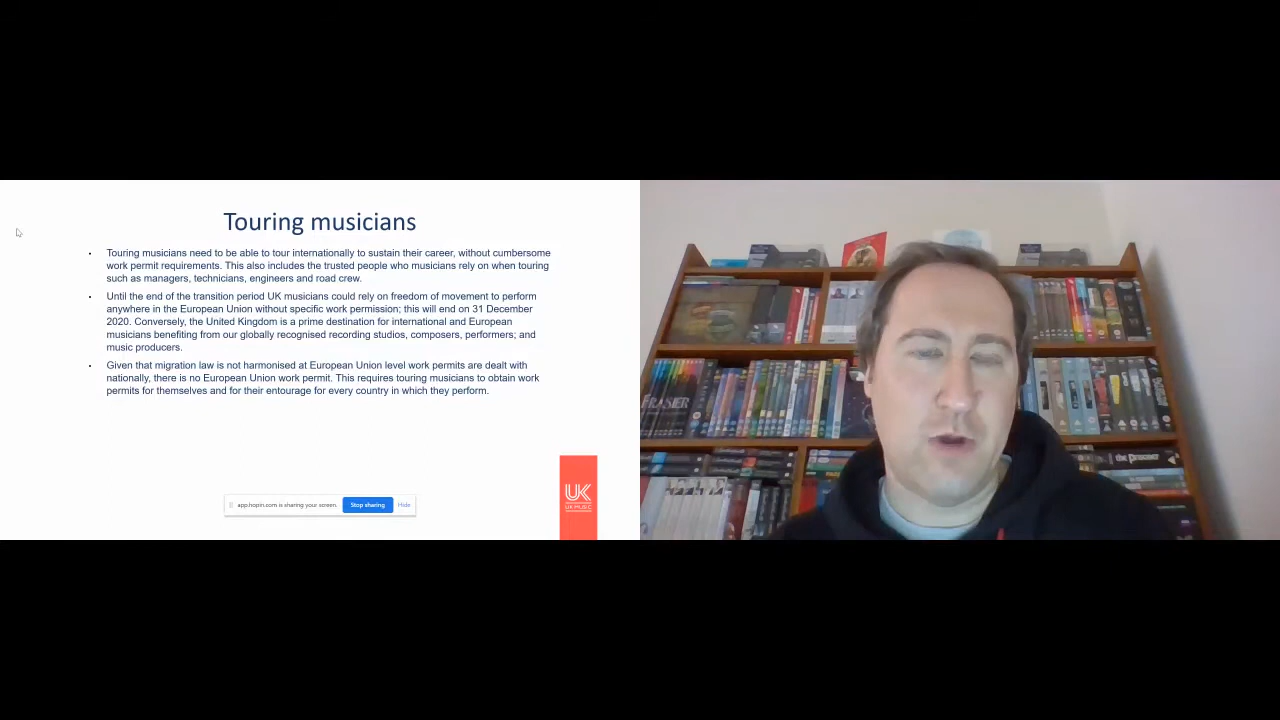 Touring musicians
• Touring musicians need to be able to tour internationally to sustain their career, without cumbersome
work permit requirements. This also includes the trusted people who musicians rely on when touring
such as managers, technicians, engineers and road crew.
• Until the end of the transition period UK musicians could rely on freedom of movement to perform
anywhere in the European Union without specific work permission; this will end on 31 December
2020. Conversely, the United Kingdom is a prime destination for international and European
musicians benefiting from our globally recognised recording studios, composers, performers; and
music producers.
• Given that migration law is not harmonised at European Union level work permits are dealt with
nationally, there is no European Union work permit. This requires touring musicians to obtain work
permits for themselves and for their entourage for every country in which they perform.
app.hopin.com is sharing your screen. Stop sharing Hide
UK
UK MUSIC
FRASIER
the Prisoner